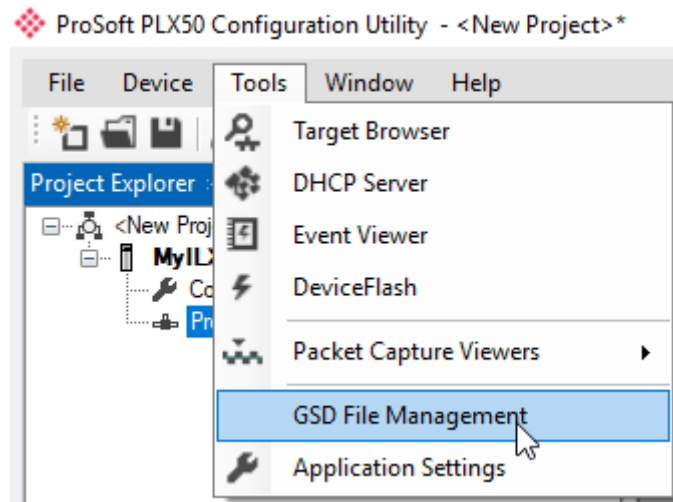 ProSoft PLX50 Configuration Utility - <New Project>*
File Device Tools Window Help
Target Browser
Project Explorer
DHCP Server
<New Proj
Event Viewer
MyIL
Co
DeviceFlash
Pr
Packet Capture Viewers
GSD File Management
Application Settings